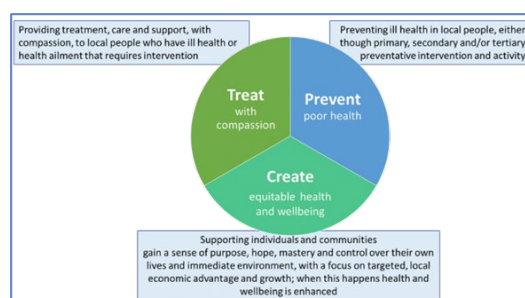 Providing treatment, care and support, with
compassion, to local people who have ill health or
health ailment that requires intervention
Preventing ill health in local people, either
though primary, secondary and/or tertiary
preventative intervention and activity
Treat
with
compassion
Prevent
poor health
Create
equitable health
and wellbeing
Supporting individuals and communities
gain a sense of purpose, hope, mastery and control over their own
lives and immediate environment, with a focus on targeted, local
economic advantage and growth; when this happens health and
wellbeing is enhanced